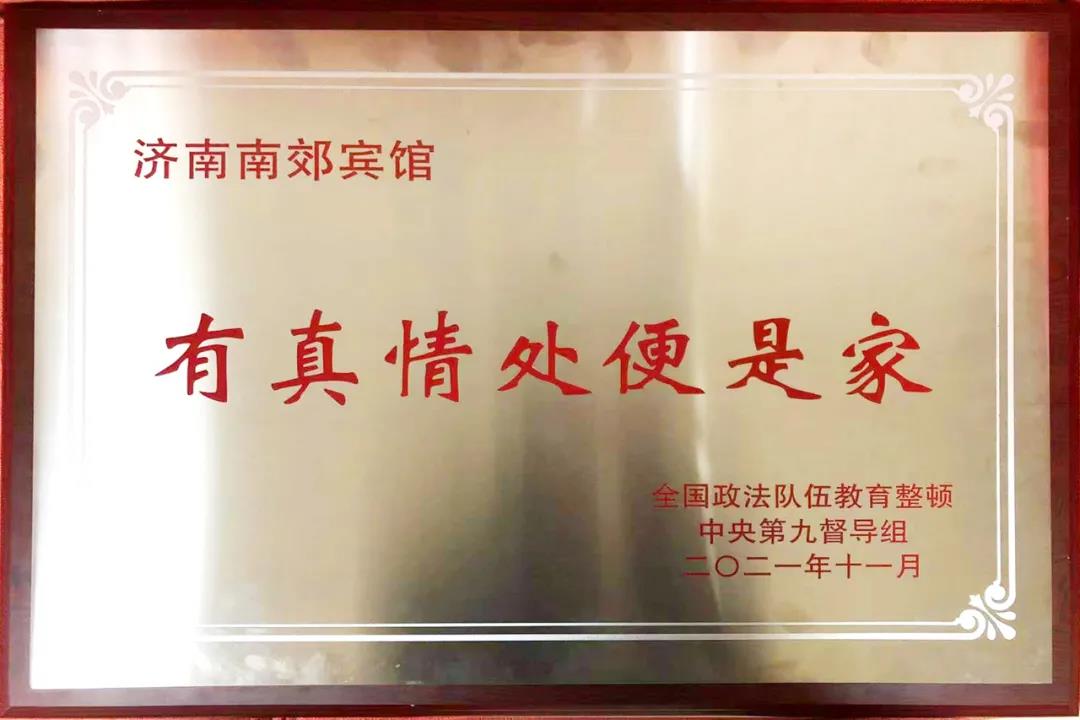 济南南郊宾馆
有真情处便是家
全国政法队伍教育整顿
中央第九督导组
二〇二一年十一月